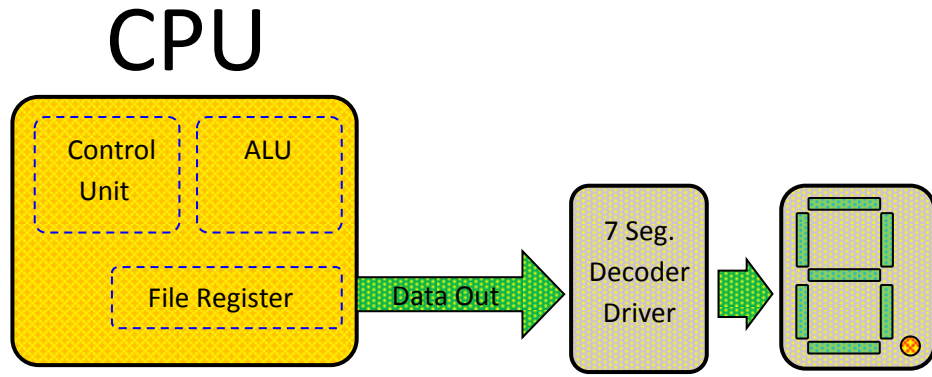 CPU
Control
Unit
ALU
File Register
Data Out
7 Seg.
Decoder
Driver